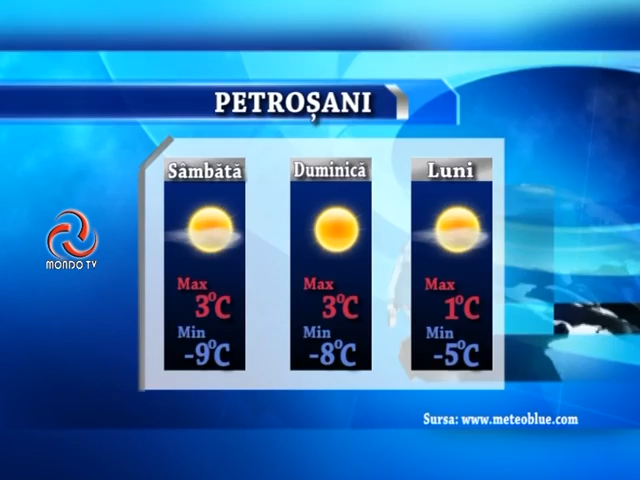 PETROȘANI
Sâmbătă
Max
3°C
Min
-9°C
Duminică
Max
3°C
Min
-8°C
Luni
Max
1°C
Min
-5°C
MONDO TV
Sursa: www.meteoblue.com